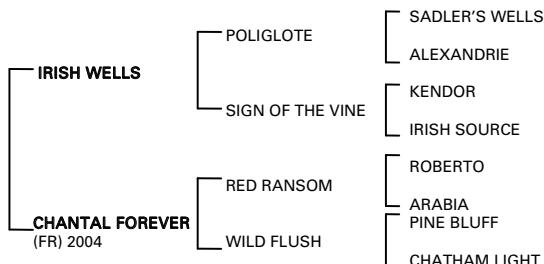 SADLER'S WELLS
POLIGLOTE
ALEXANDRIE
IRISH WELLS
KENDOR
SIGN OF THE VINE
IRISH SOURCE
ROBERTO
RED RANSOM
ARABIA
CHANTAL FOREVER
(FR) 2004
PINE BLUFF
WILD FLUSH
CHATHAM LIGHT